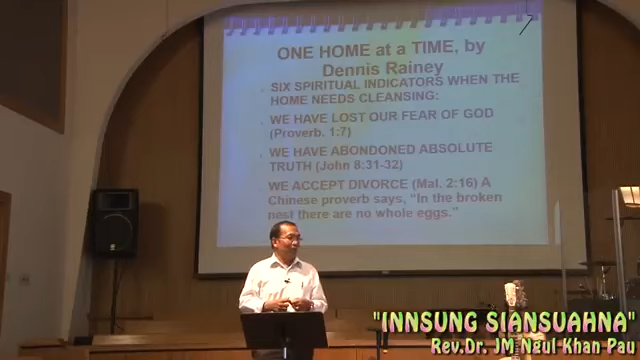 ONE HOME at a TIME, by
Dennis Rainey
SIX SPIRITUAL INDICATORS WHEN THE
HOME NEEDS CLEANSING:
WE HAVE LOST OUR FEAR OF GOD
(Proverb. 1:7)
WE HAVE ABONDONED ABSOLUTE
TRUTH (John 8:31-32)
WE ACCEPT DIVORCE (Mal. 2:16) A
Chinese proverb says, "In the broken
nest there are no whole eggs."
"INNSUNG SIANSUAHNA"
Rev.Dr. JM Ngul Khan Pau